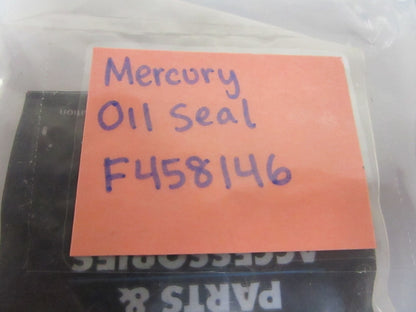 Mercury
Oil Seal
F458146
ACCESSORIES
PARTS &